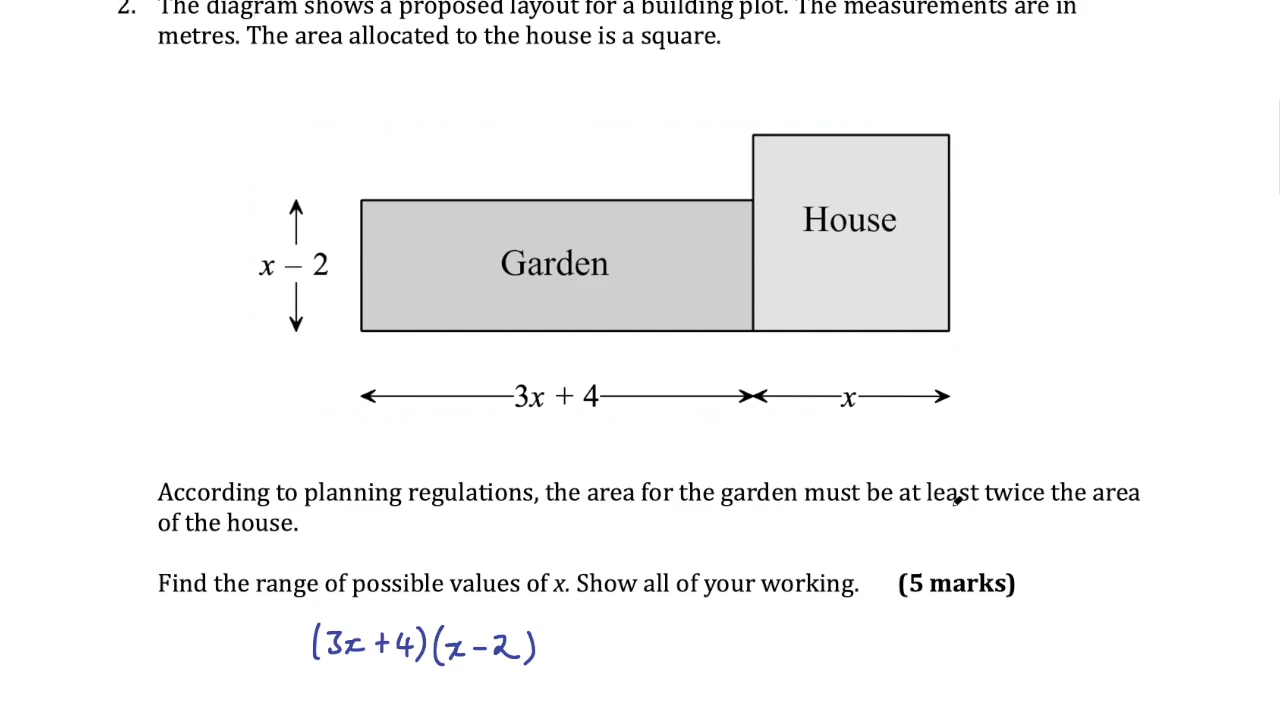 2. The diagram shows a proposed layout for a building plot. The measurements are in
metres. The area allocated to the house is a square.
House
Garden
x – 2
3x + 4
x
According to planning regulations, the area for the garden must be at least twice the area
of the house.
Find the range of possible values of x. Show all of your working. (5 marks)
(3x+4)(x-2)